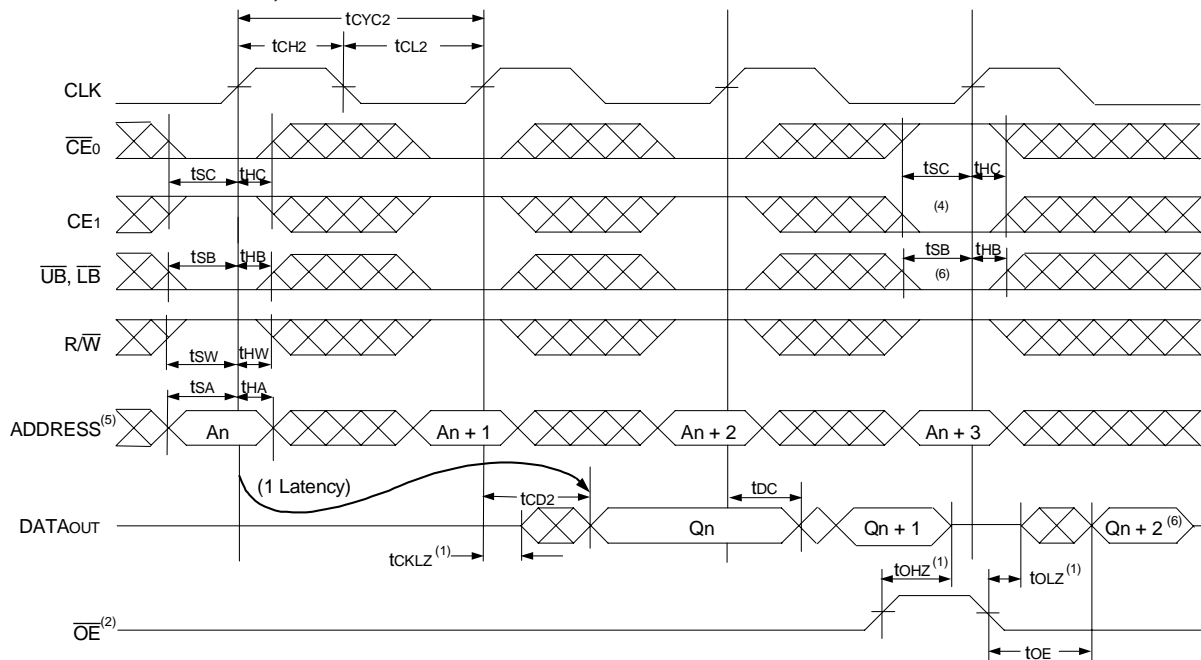 tCYC2
tCH2 tCL2
CLK
CE0
tSC tHC tSC tHC
CE1 (4)
tSB tHB tSB tHB
UB, LB (6)
R/W
tSW tHW
tSA tHA
ADDRESS(5) An An + 1 An + 2 An + 3
(1 Latency) tCD2 tDC
DATAOUT Qn Qn + 1 Qn + 2(6)
tCKLZ(1)
tOHZ(1) tOLZ(1)
OE(2)
tOE